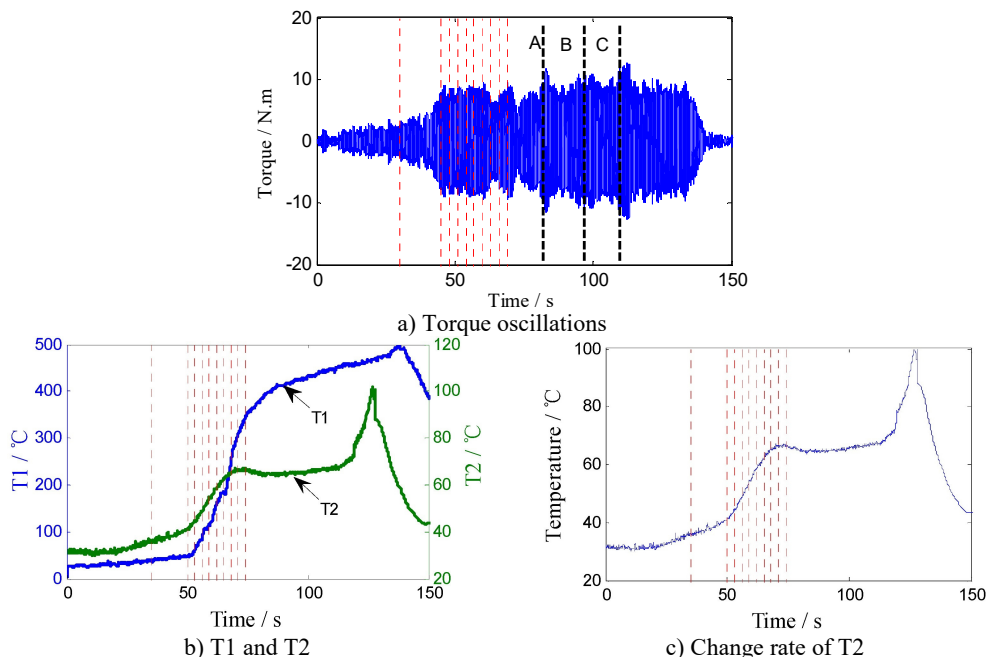 20
10
0
-10
-20
Torque / N.m
A B C
0 50 100 150
Time / s
a) Torque oscillations
500
400
300
200
100
0
T1 / ℃
120
100
80
60
40
20
T2 / ℃
T1
T2
0 50 100 150
Time / s
b) T1 and T2
100
80
60
40
20
Temperature / ℃
0 50 100 150
Time / s
c) Change rate of T2